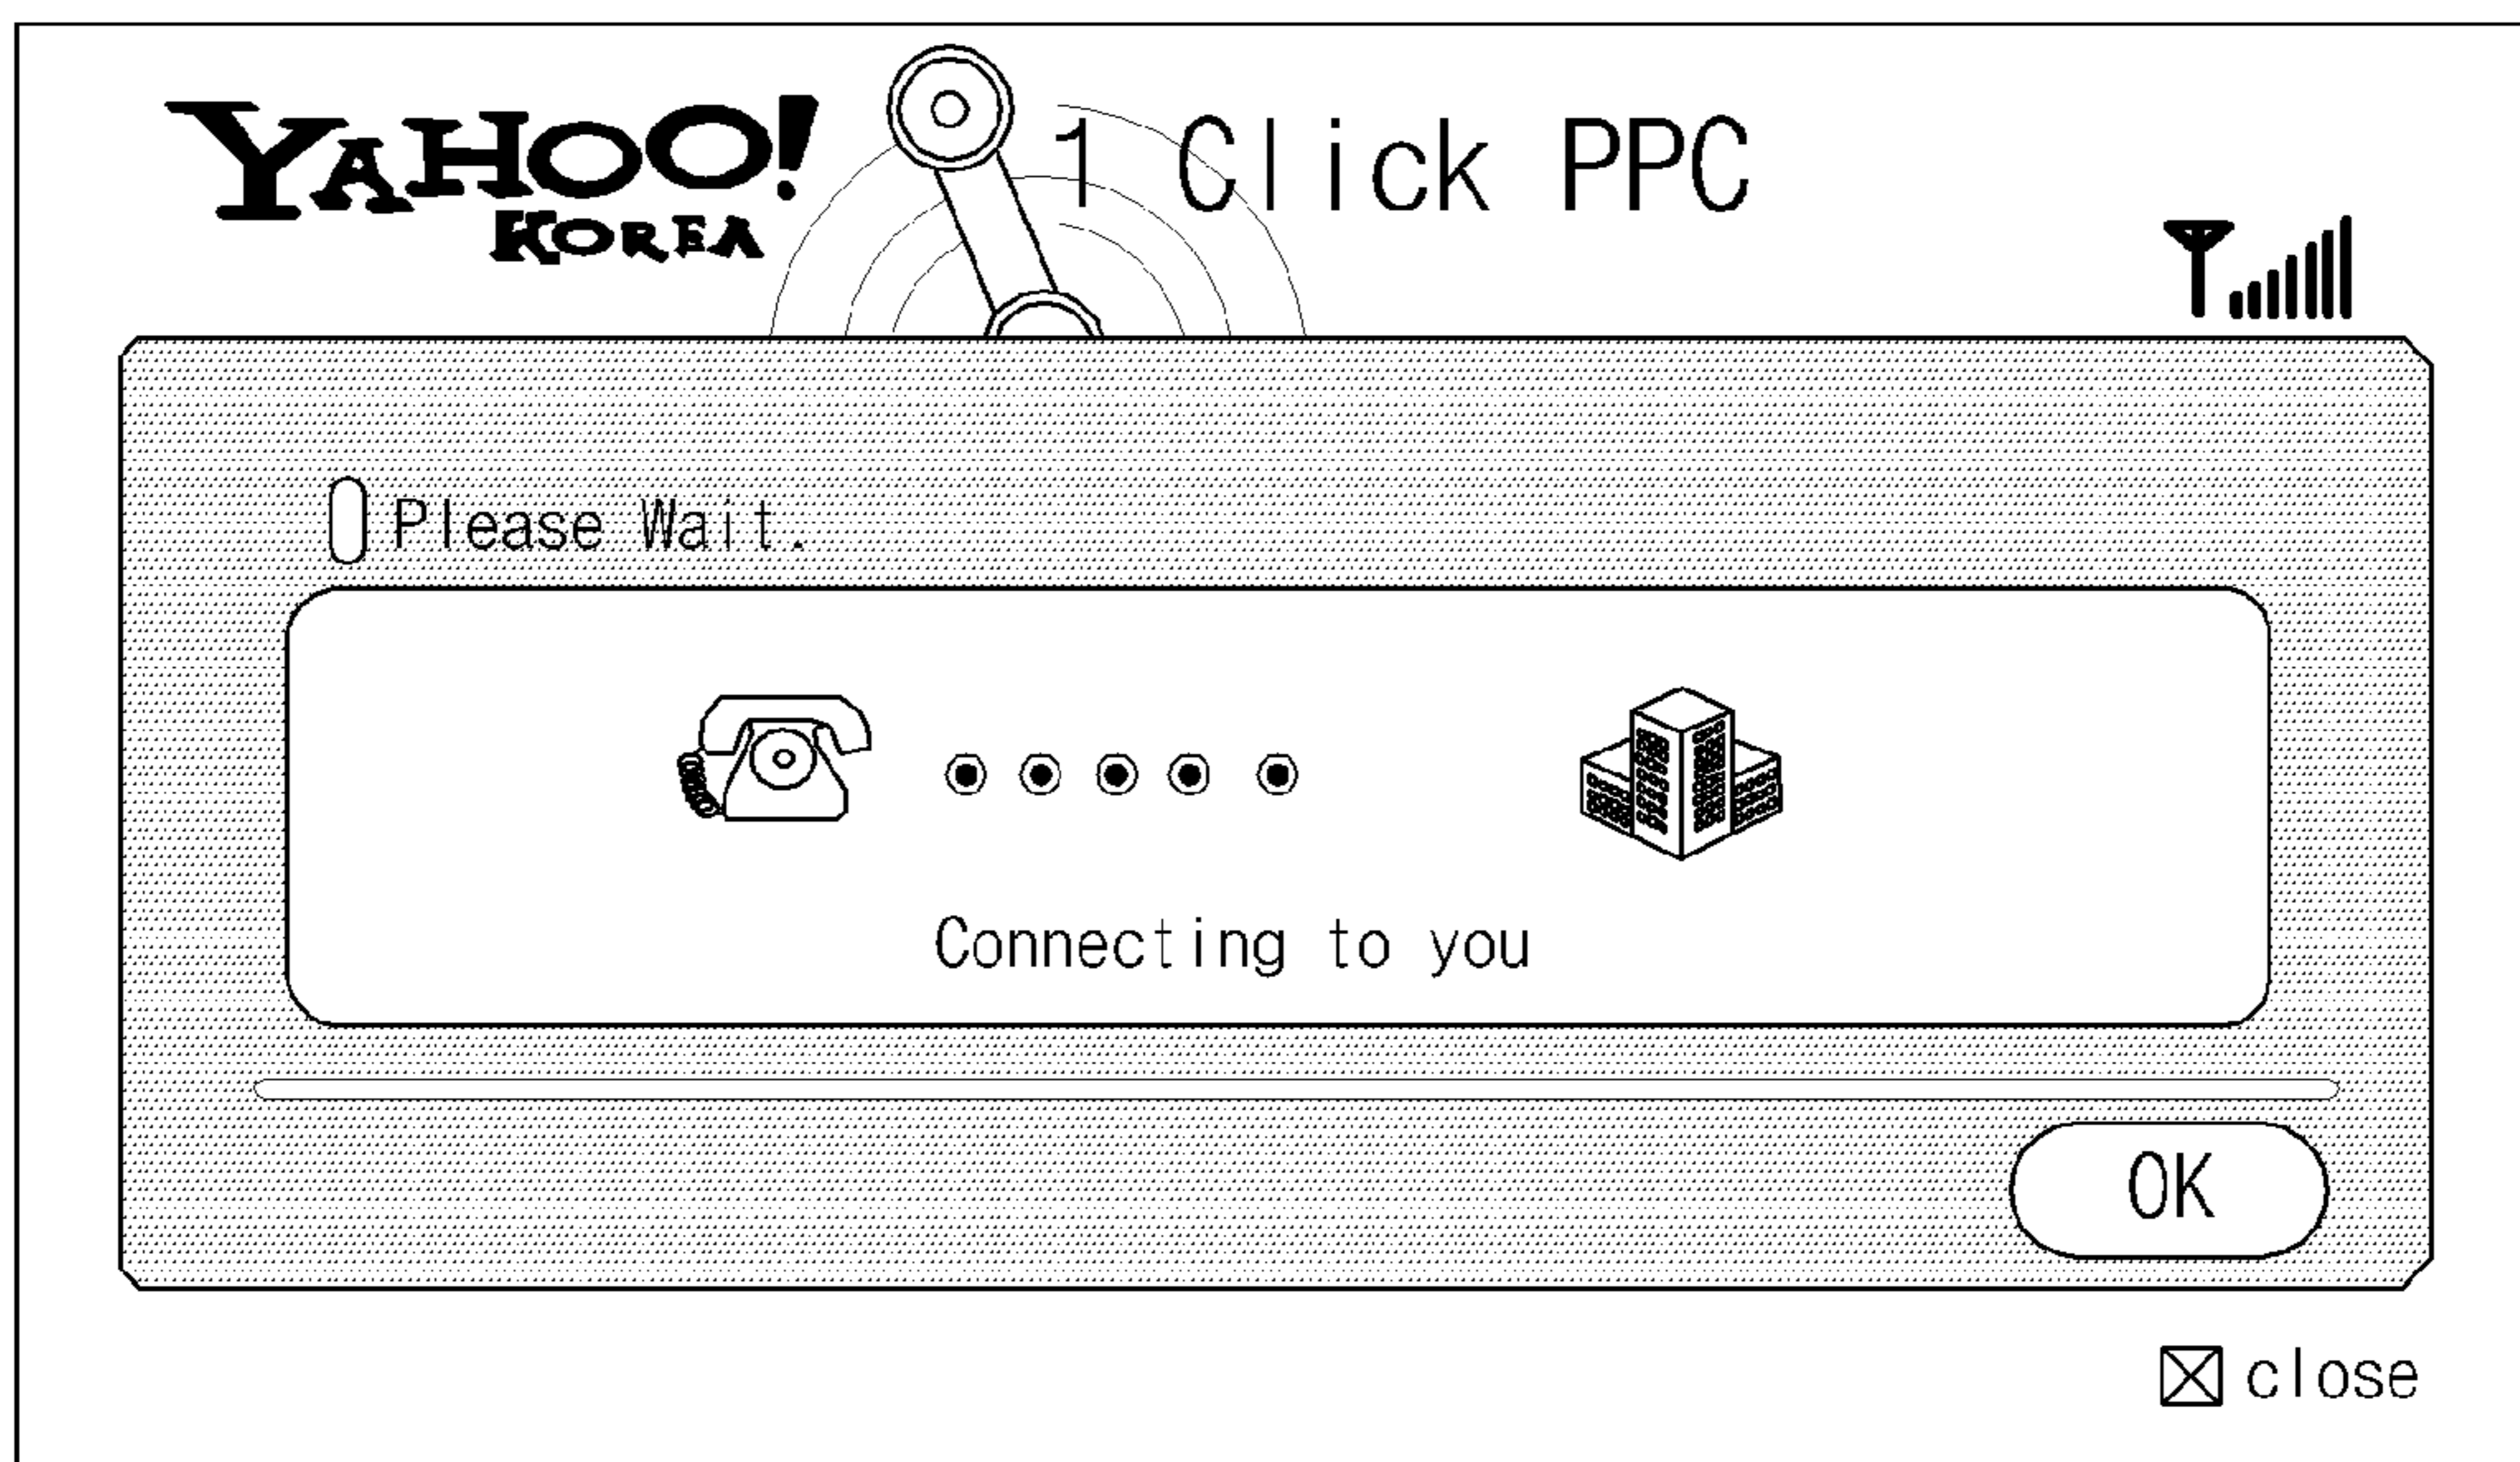 YAHOO! 1 Click PPC
KOREA
Please Wait.
Connecting to you
OK
close